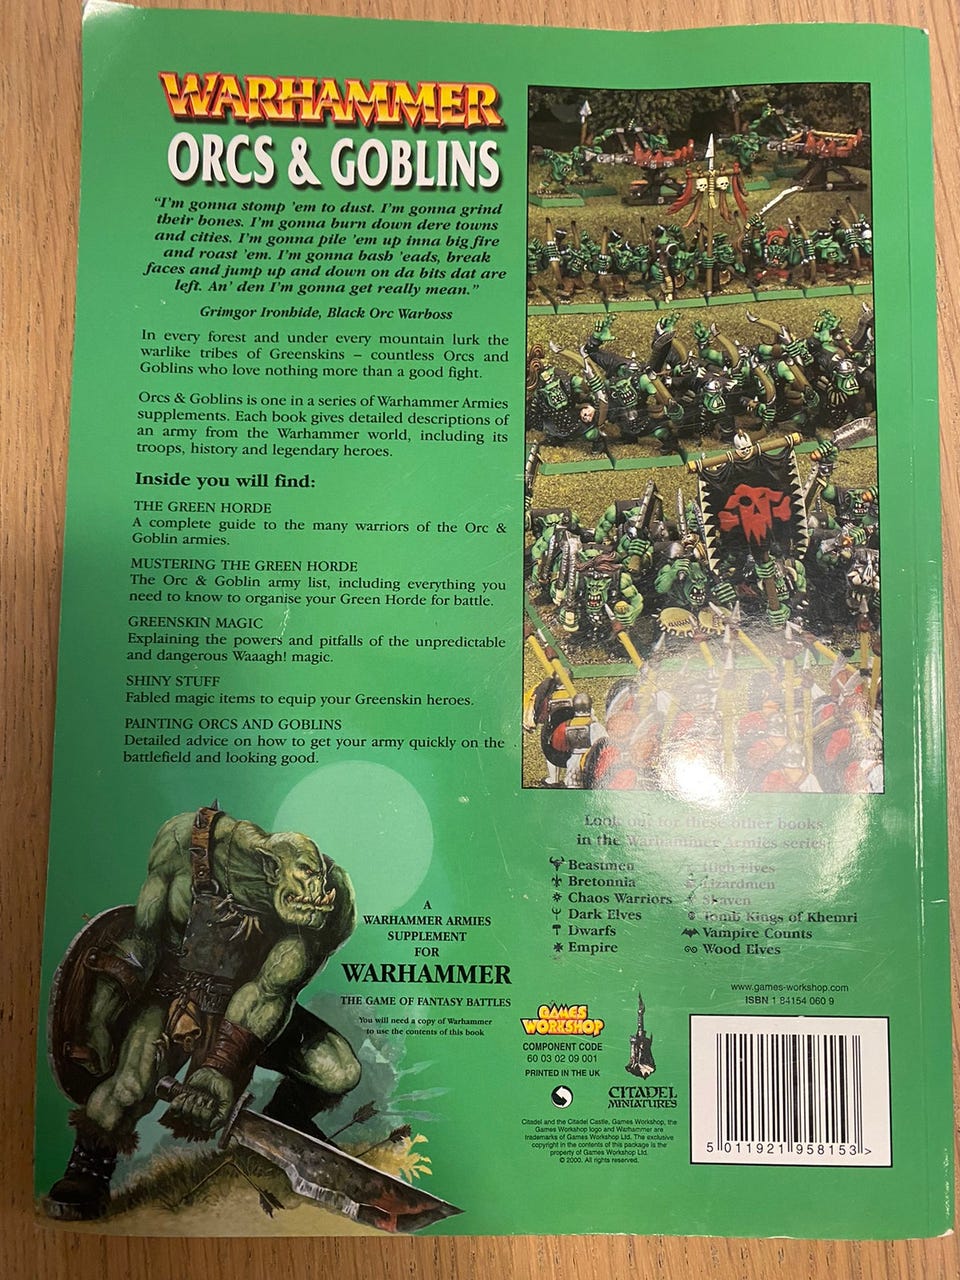 WARHAMMER
ORCS & GOBLINS
"I'm gonna stomp 'em to dust. I'm gonna grind
their bones. I'm gonna burn down dere towns
and cities. I'm gonna pile 'em up inna big fire
and roast 'em. I'm gonna bash 'eads, break
faces and jump up and down on da bits dat are
left. An' den I'm gonna get really mean."
Grimgor Ironhide, Black Orc Warboss
In every forest and under every mountain lurk the
warlike tribes of Greenskins – countless Orcs and
Goblins who love nothing more than a good fight.
Orcs & Goblins is one in a series of Warhammer Armies
supplements. Each book gives detailed descriptions of
an army from the Warhammer world, including its
troops, history and legendary heroes.
Inside you will find:
THE GREEN HORDE
A complete guide to the many warriors of the Orc &
Goblin armies.
MUSTERING THE GREEN HORDE
The Orc & Goblin army list, including everything you
need to know to organise your Green Horde for battle.
GREENSKIN MAGIC
Explaining the powers and pitfalls of the unpredictable
and dangerous Waaagh! magic.
SHINY STUFF
Fabled magic items to equip your Greenskin heroes.
PAINTING ORCS AND GOBLINS
Detailed advice on how to get your army quickly on the
battlefield and looking good.
A
WARHAMMER ARMIES
SUPPLEMENT
FOR
WARHAMMER
THE GAME OF FANTASY BATTLES
You will need a copy of Warhammer
to use the contents of this book
Look out for these other books
in the Warhammer Armies series:
Beastmen
Bretonnia
Chaos Warriors
Dark Elves
Dwarfs
Empire
High Elves
Lizardmen
Skaven
Tomb Kings of Khemri
Vampire Counts
Wood Elves
www.games-workshop.com
ISBN 1 84154 060 9
GAMES
WORKSHOP
COMPONENT CODE
60 03 02 09 001
PRINTED IN THE UK
CITADEL
MINIATURES
Citadel and the Citadel Castle, Games Workshop, the
Games Workshop logo and Warhammer are
trademarks of Games Workshop Ltd. The exclusive
copyright in the contents of this package is the
property of Games Workshop Ltd.
© 2000. All rights reserved.
5 011921 958153 >